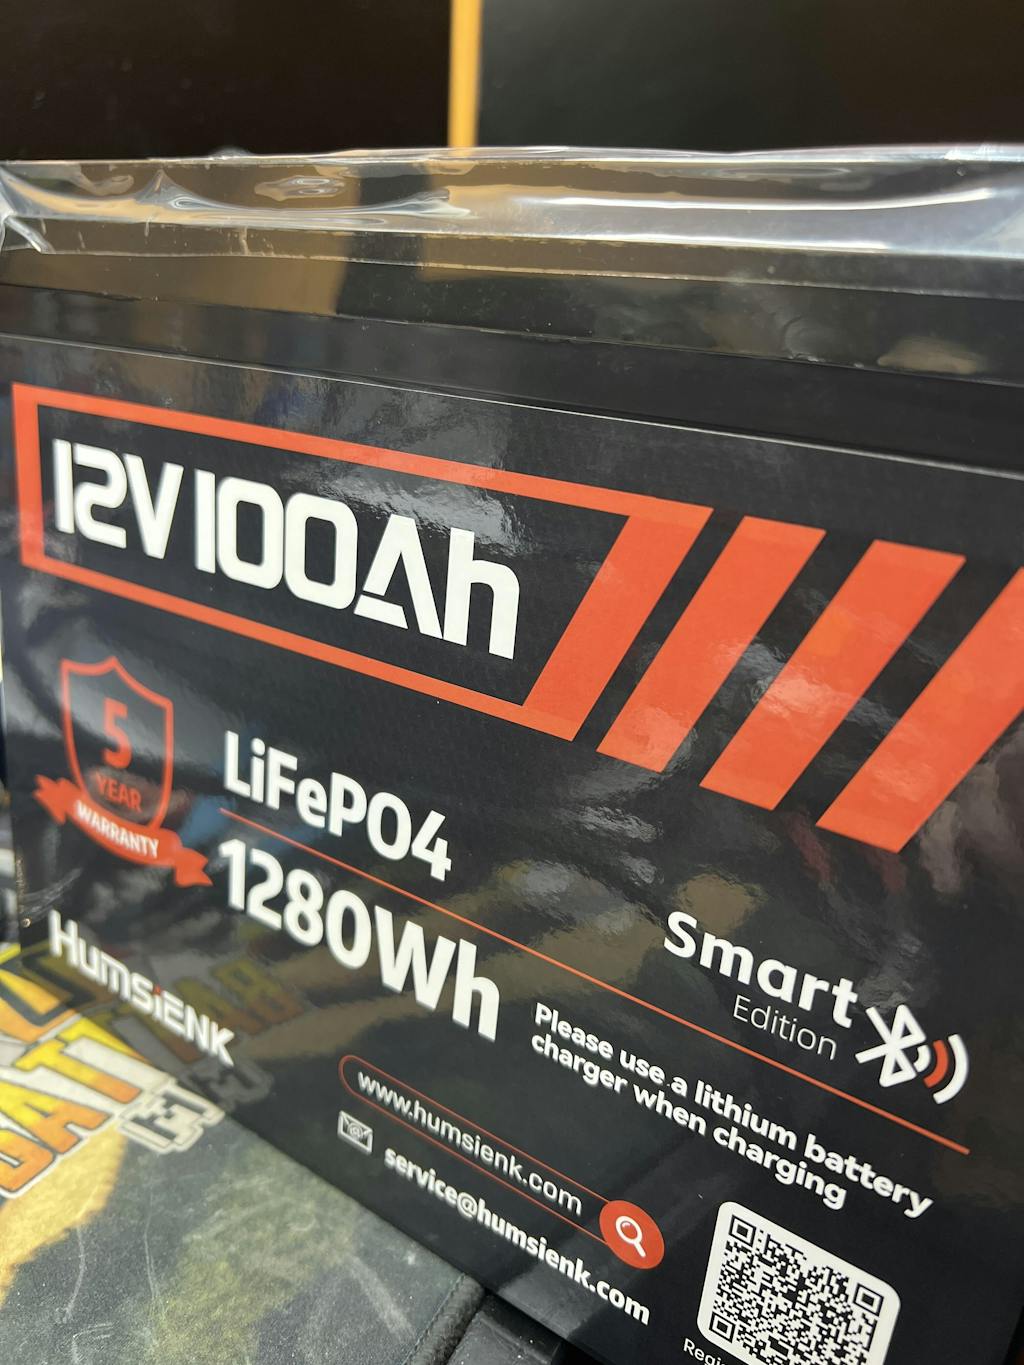 12V 100Ah
5
YEAR
WARRANTY
LiFePO4
1280Wh
HumsiENK
Smart
Edition
Please use a lithium battery
charger when charging
www.humsienk.com
service@humsienk.com